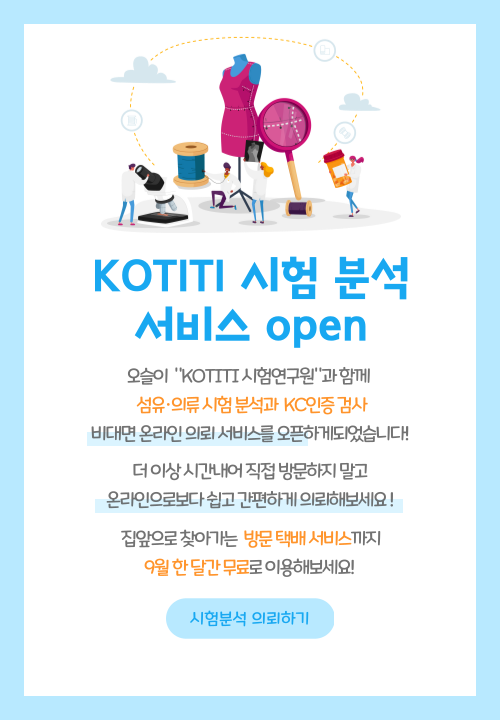 KOTITI 시험 분석
서비스 open
오슬이 "KOTITI 시험연구원"과 함께
섬유·의류 시험 분석과 KC인증 검사
비대면 온라인 의뢰 서비스를 오픈하게되었습니다!
더 이상 시간내어 직접 방문하지 말고
온라인으로보다 쉽고 간편하게 의뢰해보세요 !
집앞으로 찾아가는 방문 택배 서비스까지
9월 한 달간 무료로 이용해보세요!
시험분석 의뢰하기